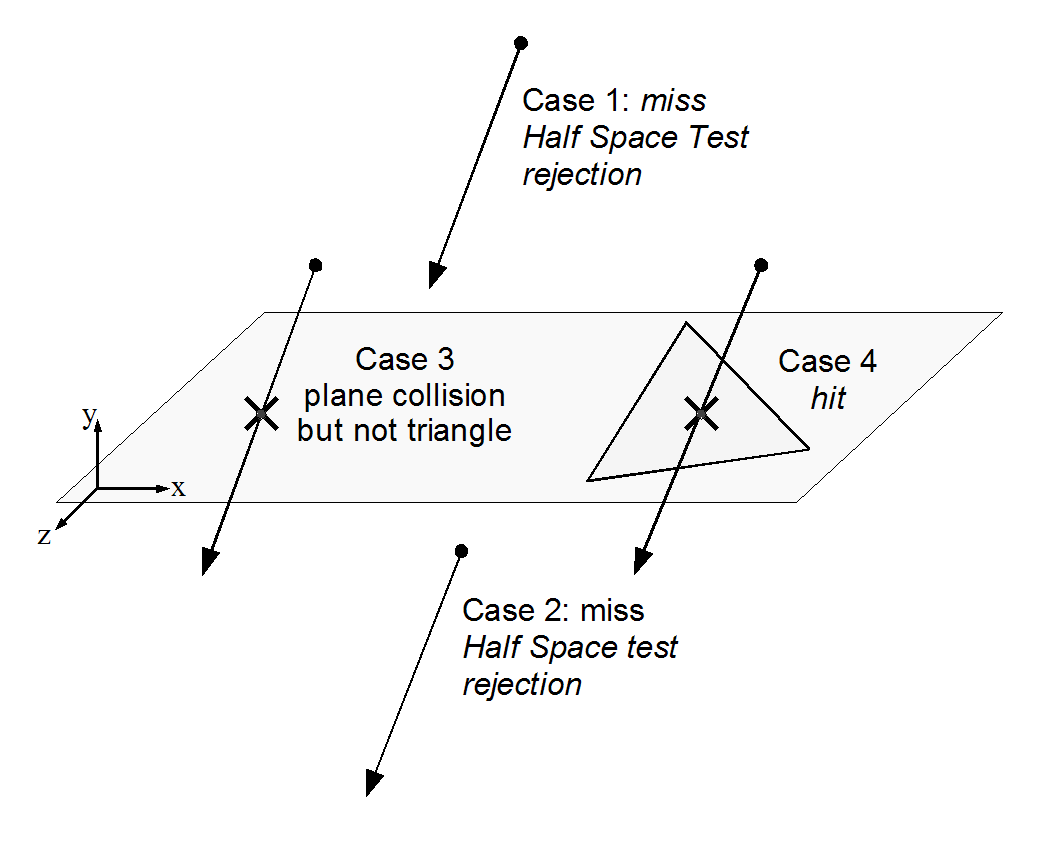 Case 1: miss
Half Space Test
rejection
Case 3
plane collision
but not triangle
Case 4
hit
y
x
z
Case 2: miss
Half Space test
rejection